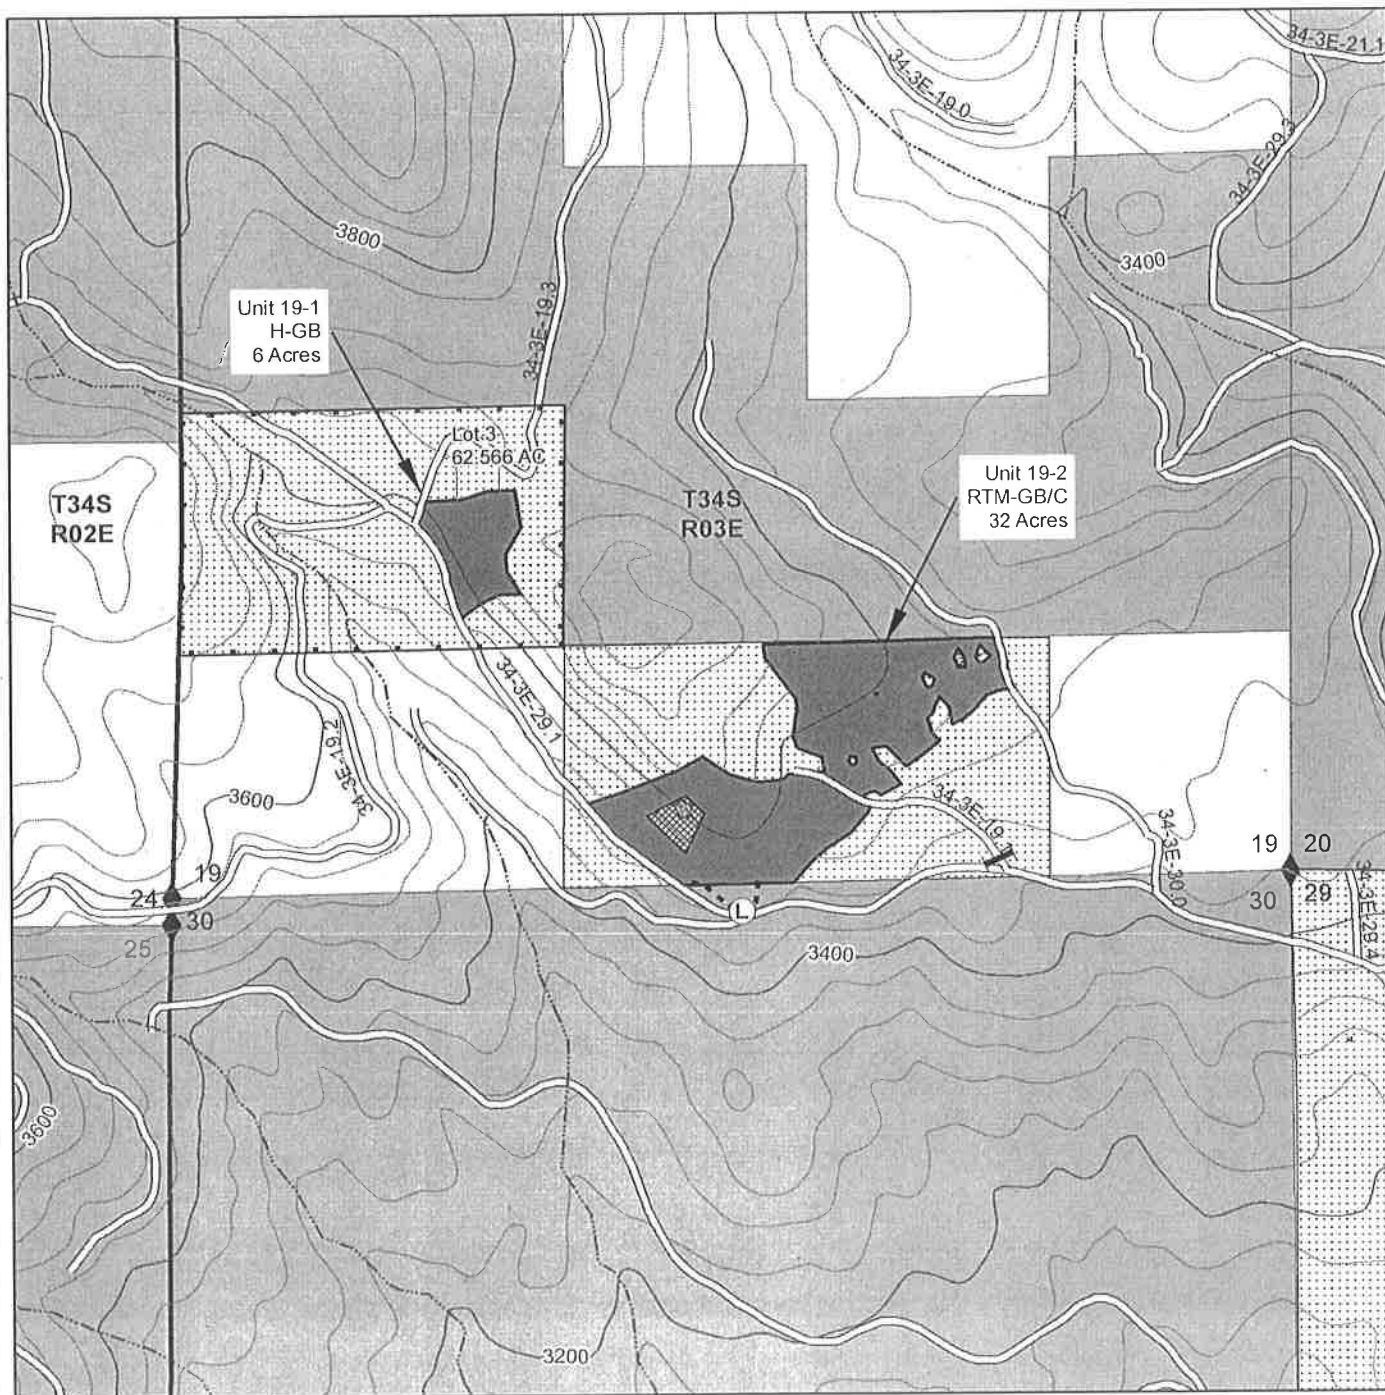 34-3E-21.1
34-3E-19.0
34-3E-29.3
3800
3400
Unit 19-1
H-GB
6 Acres
34-3E-19.3
Lot 3
62.566 AC
T34S
R02E
T34S
R03E
Unit 19-2
RTM-GB/C
32 Acres
34-3E-29.1
34-3E-19.2
3600
34-3E-19.1
34-3E-30.0
19 20
30 29
34-3E-29.4
19
24
30
25
L
3400
3600
3200